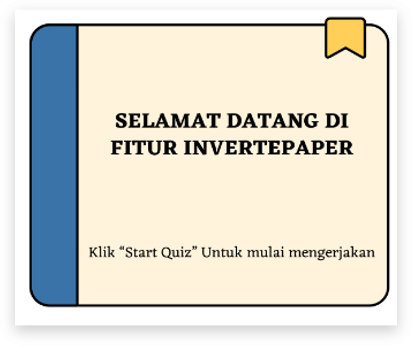 SELAMAT DATANG DI
FITUR INVERTEPAPER
Klik “Start Quiz” Untuk mulai mengerjakan